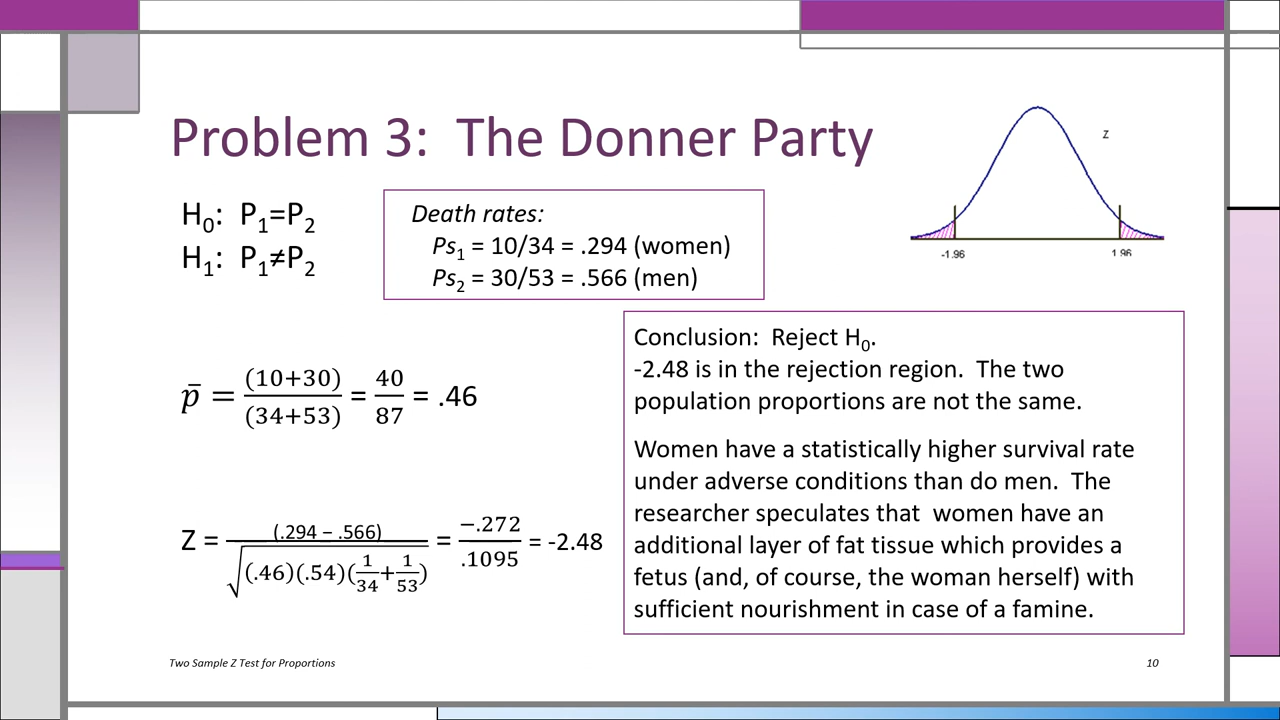 Problem 3: The Donner Party
Z
-1.96
1.96
H₀: P₁=P₂
H₁: P₁≠P₂
Death rates:
Ps₁ = 10/34 = .294 (women)
Ps₂ = 30/53 = .566 (men)
p̄ = (10+30)/(34+53) = 40/87 = .46
Z = (.294 – .566)/√((.46)(.54)(1/34+1/53)) = −.272/.1095 = -2.48
Conclusion: Reject H₀.
-2.48 is in the rejection region. The two
population proportions are not the same.
Women have a statistically higher survival rate
under adverse conditions than do men. The
researcher speculates that women have an
additional layer of fat tissue which provides a
fetus (and, of course, the woman herself) with
sufficient nourishment in case of a famine.
Two Sample Z Test for Proportions
10